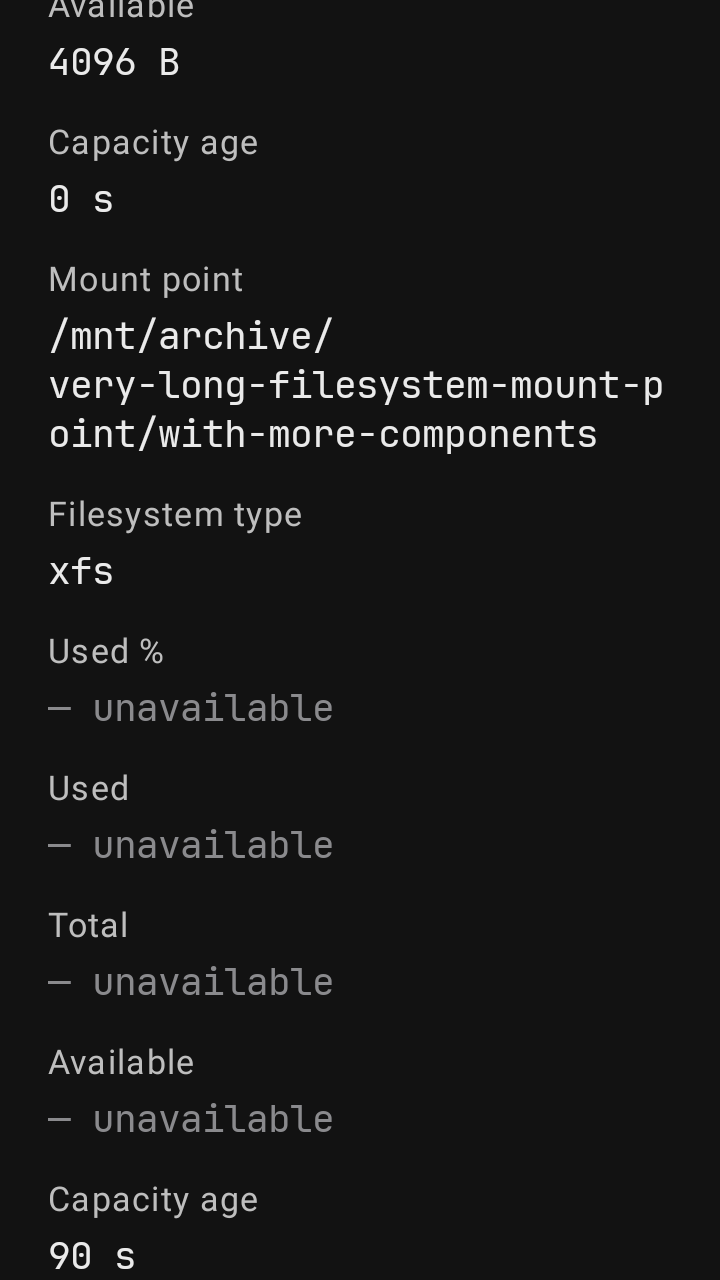 Available
4096 B
Capacity age
0 s
Mount point
/mnt/archive/
very-long-filesystem-mount-p
oint/with-more-components
Filesystem type
xfs
Used %
— unavailable
Used
— unavailable
Total
— unavailable
Available
— unavailable
Capacity age
90 s